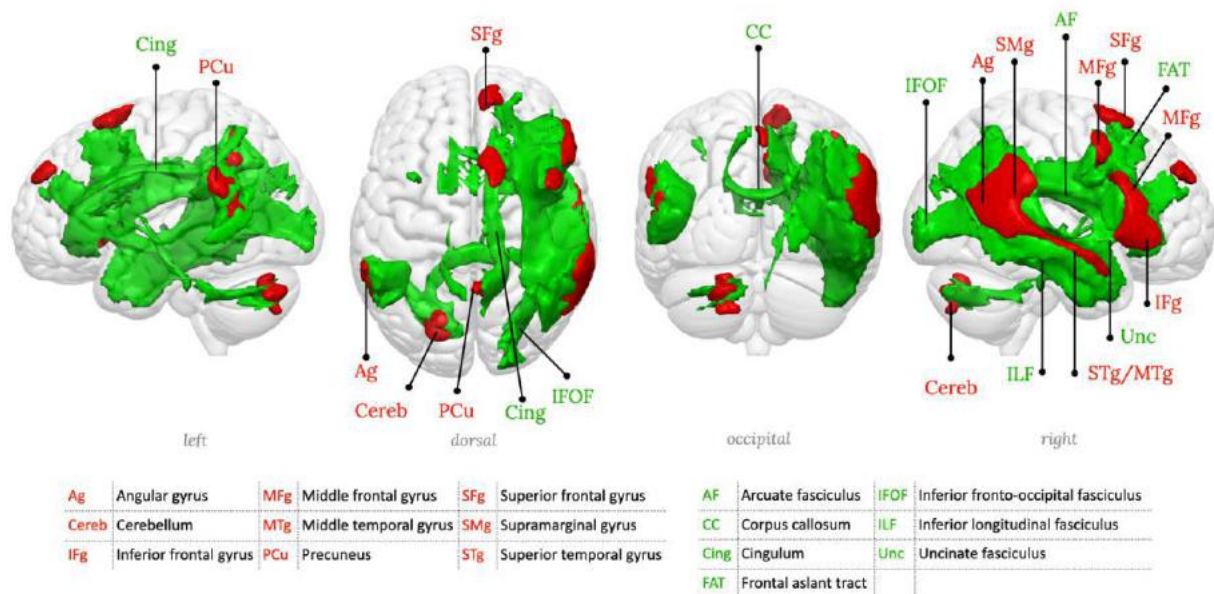 Cing
PCu
SFg
CC
AF
SMg
SFg
Ag
MFg
FAT
IFOF
MFg
Ag
Cereb
PCu
Cing
IFOF
Cereb
ILF
Unc
STg/MTg
IFg
left
dorsal
occipital
right
Ag Angular gyrus MFg Middle frontal gyrus SFg Superior frontal gyrus
Cereb Cerebellum MTg Middle temporal gyrus SMg Supramarginal gyrus
IFg Inferior frontal gyrus PCu Precuneus STg Superior temporal gyrus
AF Arcuate fasciculus IFOF Inferior fronto-occipital fasciculus
CC Corpus callosum ILF Inferior longitudinal fasciculus
Cing Cingulum Unc Uncinate fasciculus
FAT Frontal aslant tract